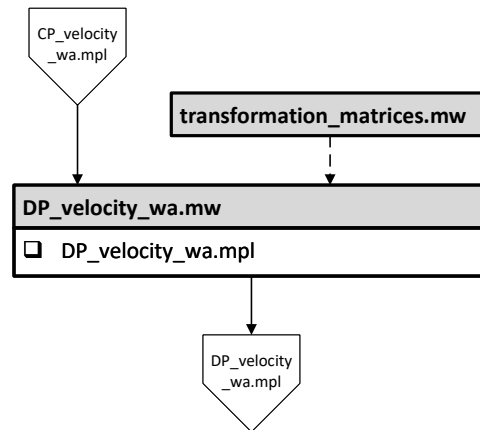 CP_velocity
_wa.mpl
transformation_matrices.mw
DP_velocity_wa.mw
❑ DP_velocity_wa.mpl
DP_velocity
_wa.mpl